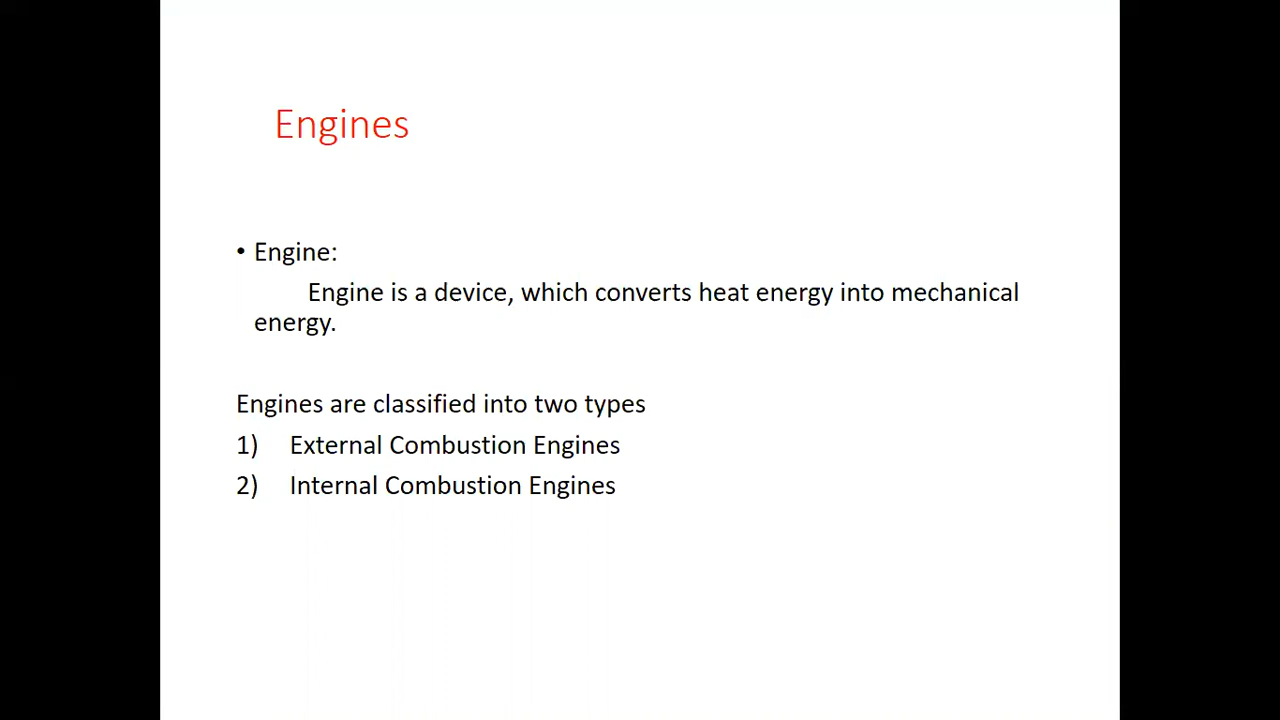 Engines
• Engine:
Engine is a device, which converts heat energy into mechanical
energy.
Engines are classified into two types
1) External Combustion Engines
2) Internal Combustion Engines